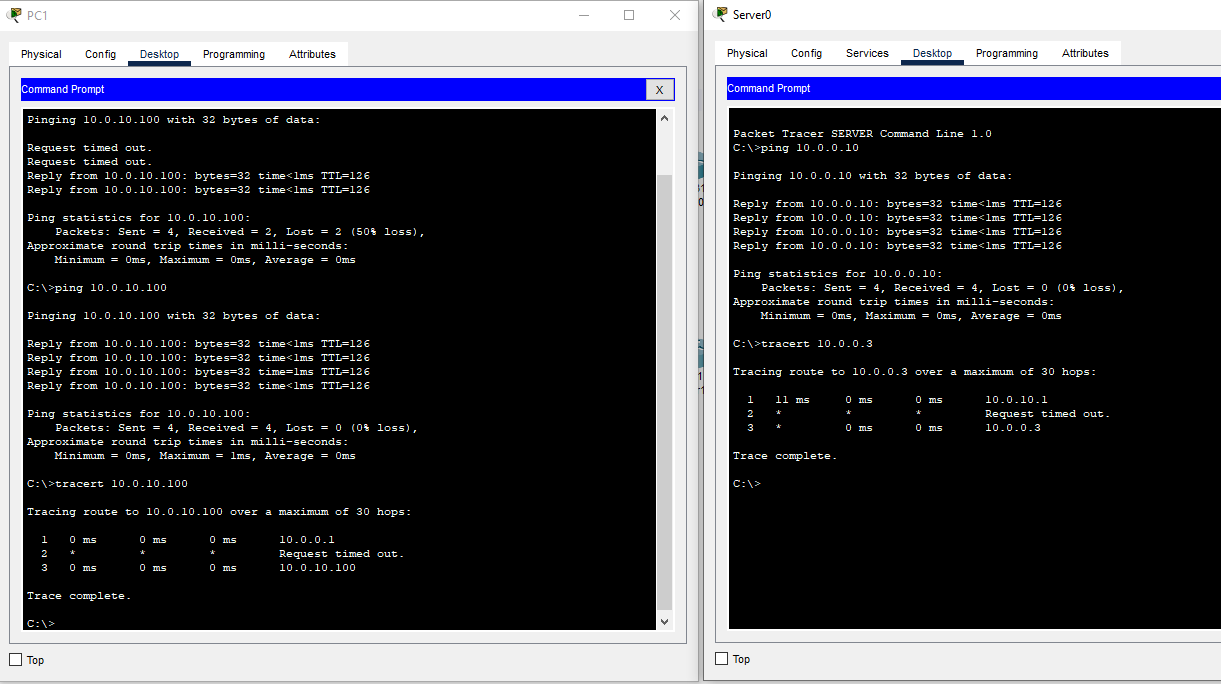 PC1
Physical Config Desktop Programming Attributes
Command Prompt
X
Pinging 10.0.10.100 with 32 bytes of data:
Request timed out.
Request timed out.
Reply from 10.0.10.100: bytes=32 time<1ms TTL=126
Reply from 10.0.10.100: bytes=32 time<1ms TTL=126
Ping statistics for 10.0.10.100:
Packets: Sent = 4, Received = 2, Lost = 2 (50% loss),
Approximate round trip times in milli-seconds:
Minimum = 0ms, Maximum = 0ms, Average = 0ms
C:\>ping 10.0.10.100
Pinging 10.0.10.100 with 32 bytes of data:
Reply from 10.0.10.100: bytes=32 time<1ms TTL=126
Reply from 10.0.10.100: bytes=32 time<1ms TTL=126
Reply from 10.0.10.100: bytes=32 time=1ms TTL=126
Reply from 10.0.10.100: bytes=32 time<1ms TTL=126
Ping statistics for 10.0.10.100:
Packets: Sent = 4, Received = 4, Lost = 0 (0% loss),
Approximate round trip times in milli-seconds:
Minimum = 0ms, Maximum = 1ms, Average = 0ms
C:\>tracert 10.0.10.100
Tracing route to 10.0.10.100 over a maximum of 30 hops:
1 0 ms 0 ms 0 ms 10.0.0.1
2 * * * Request timed out.
3 0 ms 0 ms 0 ms 10.0.10.100
Trace complete.
C:\>
Top
Server0
Physical Config Services Desktop Programming Attributes
Command Prompt
Packet Tracer SERVER Command Line 1.0
C:\>ping 10.0.0.10
Pinging 10.0.0.10 with 32 bytes of data:
Reply from 10.0.0.10: bytes=32 time<1ms TTL=126
Reply from 10.0.0.10: bytes=32 time<1ms TTL=126
Reply from 10.0.0.10: bytes=32 time<1ms TTL=126
Reply from 10.0.0.10: bytes=32 time<1ms TTL=126
Ping statistics for 10.0.0.10:
Packets: Sent = 4, Received = 4, Lost = 0 (0% loss),
Approximate round trip times in milli-seconds:
Minimum = 0ms, Maximum = 0ms, Average = 0ms
C:\>tracert 10.0.0.3
Tracing route to 10.0.0.3 over a maximum of 30 hops:
1 11 ms 0 ms 0 ms 10.0.10.1
2 * * * Request timed out.
3 * 0 ms 0 ms 10.0.0.3
Trace complete.
C:\>
Top